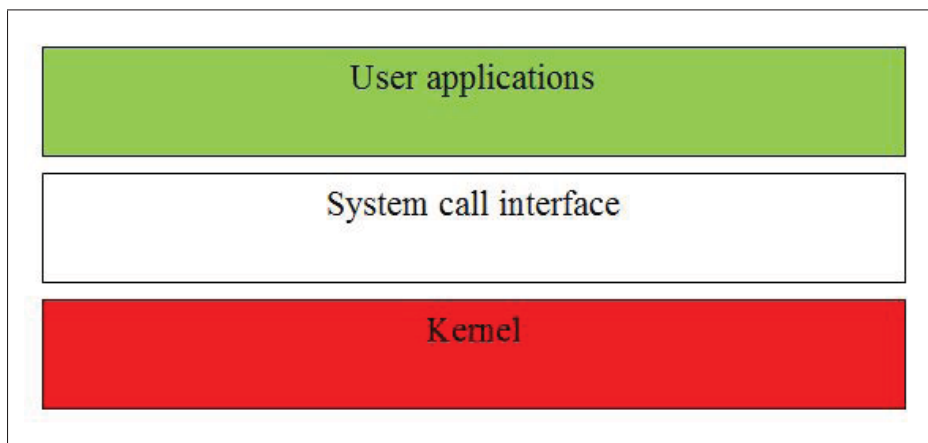 User applications
System call interface
Kernel